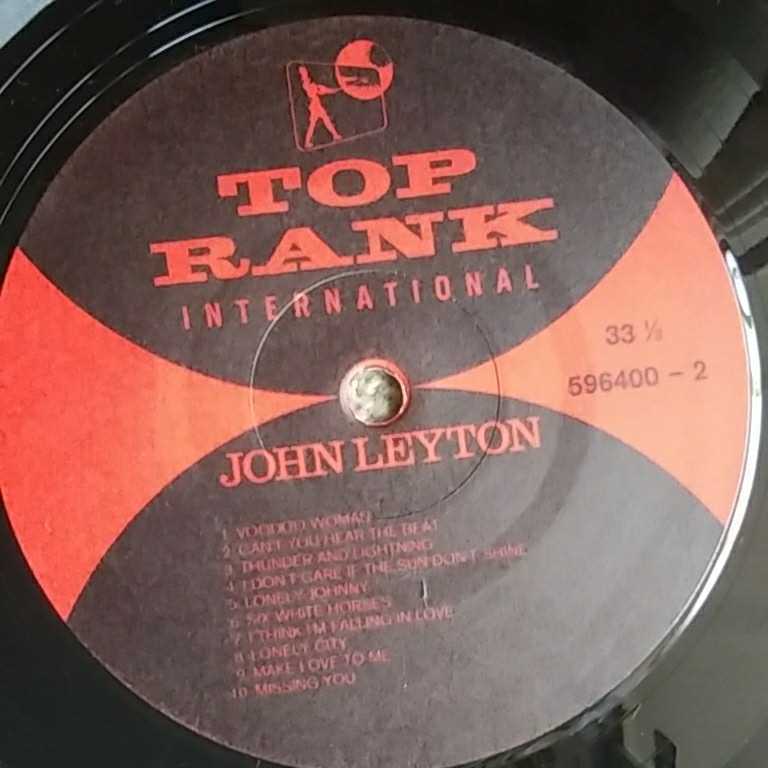 TOP
RANK
INTERNATIONAL
33 ⅓
596400 - 2
JOHN LEYTON
1 VOODOO WOMAN
2 CAN'T YOU HEAR THE BEAT
3 THUNDER AND LIGHTNING
4 I DON'T CARE IF THE SUN DON'T SHINE
5 LONELY JOHNNY
6 SIX WHITE HORSES
7 I THINK I'M FALLING IN LOVE
8 LONELY CITY
9 MAKE LOVE TO ME
10 MISSING YOU